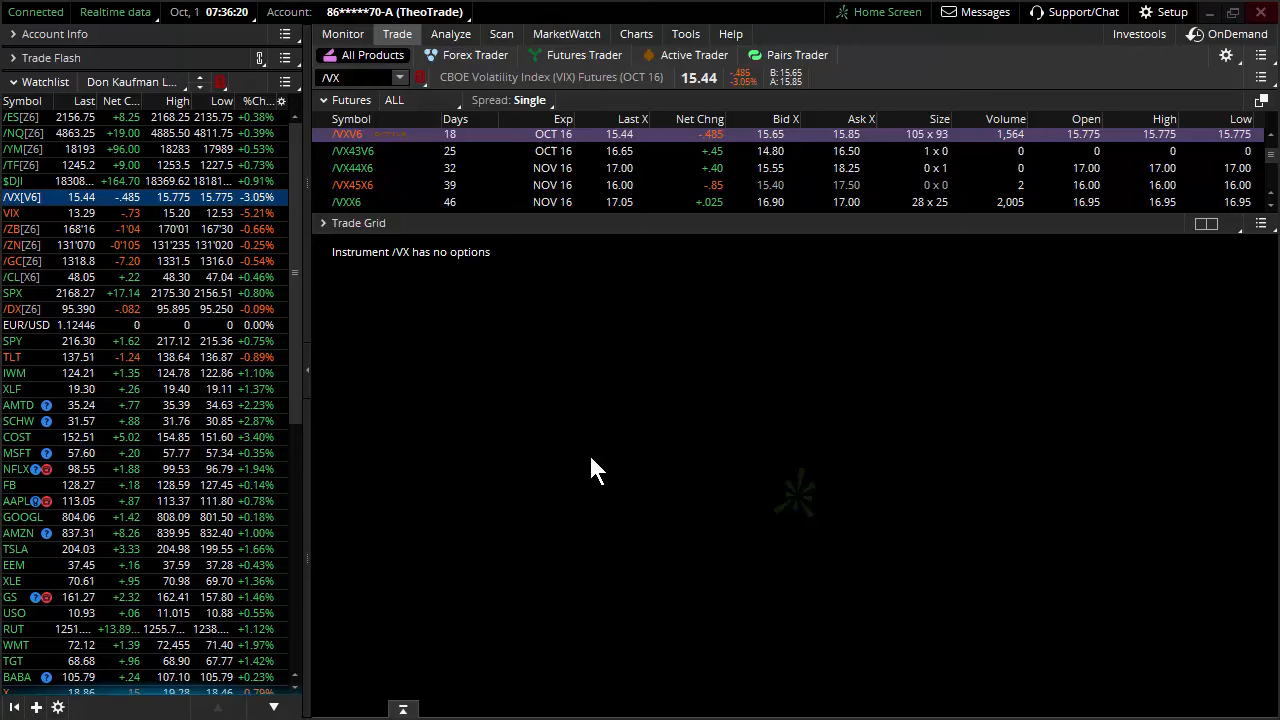 Connected Realtime data Oct, 1 07:36:20 Account: 86*****70-A (TheoTrade) Home Screen Messages Support/Chat Setup
Account Info Monitor Trade Analyze Scan MarketWatch Charts Tools Help Investools OnDemand
Trade Flash All Products Forex Trader Futures Trader Active Trader Pairs Trader
Watchlist Don Kaufman L... /VX CBOE Volatility Index (VIX) Futures (OCT 16) 15.44 -.485 -3.05% B: 15.65 A: 15.85
Futures ALL Spread: Single
Symbol Days Exp Last X Net Chng Bid X Ask X Size Volume Open High Low
/VXV6 18 OCT 16 15.44 -.485 15.65 15.85 105 x 93 1,564 15.775 15.775 15.775
/VX43V6 25 OCT 16 16.65 +.45 14.80 16.50 1 x 0 0 0 0 0
/VX44X6 32 NOV 16 17.00 +.40 15.55 18.25 0 x 1 0 17.00 17.00 17.00
/VX45X6 39 NOV 16 16.00 -.85 15.40 17.50 0 x 0 2 16.00 16.00 16.00
/VXX6 46 NOV 16 17.05 +.025 16.90 17.00 28 x 25 2,005 16.95 16.95 16.95
Trade Grid
Instrument /VX has no options
Symbol Last Net C... High Low %Ch...
/ES[Z6] 2156.75 +8.25 2168.25 2135.75 +0.38%
/NQ[Z6] 4863.25 +19.00 4885.50 4811.75 +0.39%
/YM[Z6] 18193 +96.00 18283 17989 +0.53%
/TF[Z6] 1245.2 +9.00 1253.5 1227.5 +0.73%
$DJI 18308... +164.70 18369.62 18181... +0.91%
/VX[V6] 15.44 -.485 15.775 15.775 -3.05%
VIX 13.29 -.73 15.20 12.53 -5.21%
/ZB[Z6] 168'16 -1'04 170'01 167'30 -0.66%
/ZN[Z6] 131'070 -0'105 131'235 131'020 -0.25%
/GC[Z6] 1318.8 -7.20 1331.5 1316.0 -0.54%
/CL[X6] 48.05 +.22 48.30 47.04 +0.46%
SPX 2168.27 +17.14 2175.30 2156.51 +0.80%
/DX[Z6] 95.390 -.082 95.895 95.250 -0.09%
EUR/USD 1.12446 0 0 0 0.00%
SPY 216.30 +1.62 217.12 215.36 +0.75%
TLT 137.51 -1.24 138.64 136.87 -0.89%
IWM 124.21 +1.35 124.78 122.86 +1.10%
XLF 19.30 +.26 19.40 19.11 +1.37%
AMTD 35.24 +.77 35.39 34.63 +2.23%
SCHW 31.57 +.88 31.76 30.85 +2.87%
COST 152.51 +5.02 154.85 151.60 +3.40%
MSFT 57.60 +.20 57.77 57.34 +0.35%
NFLX 98.55 +1.88 99.53 96.79 +1.94%
FB 128.27 +.18 128.59 127.45 +0.14%
AAPL 113.05 +.87 113.37 111.80 +0.78%
GOOGL 804.06 +1.42 808.09 801.50 +0.18%
AMZN 837.31 +8.26 839.95 832.40 +1.00%
TSLA 204.03 +3.33 204.98 199.55 +1.66%
EEM 37.45 +.16 37.59 37.28 +0.43%
XLE 70.61 +.95 70.98 69.70 +1.36%
GS 161.27 +2.32 162.41 157.80 +1.46%
USO 10.93 +.06 11.015 10.88 +0.55%
RUT 1251.... +13.89... 1255.7... 1238.... +1.12%
WMT 72.12 +1.39 72.455 71.40 +1.97%
TGT 68.68 +.96 68.90 67.77 +1.42%
BABA 105.79 +.24 107.10 105.79 +0.23%
X 18.86 19.28 18.46